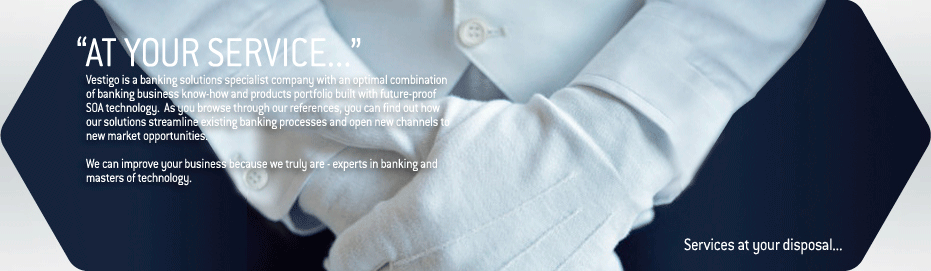 “AT YOUR SERVICE...”
Vestigo is a banking solutions specialist company with an optimal combination
of banking business know-how and products portfolio built with future-proof
SOA technology. As you browse through our references, you can find out how
our solutions streamline existing banking processes and open new channels to
new market opportunities.
We can improve your business because we truly are - experts in banking and
masters of technology.
Services at your disposal...